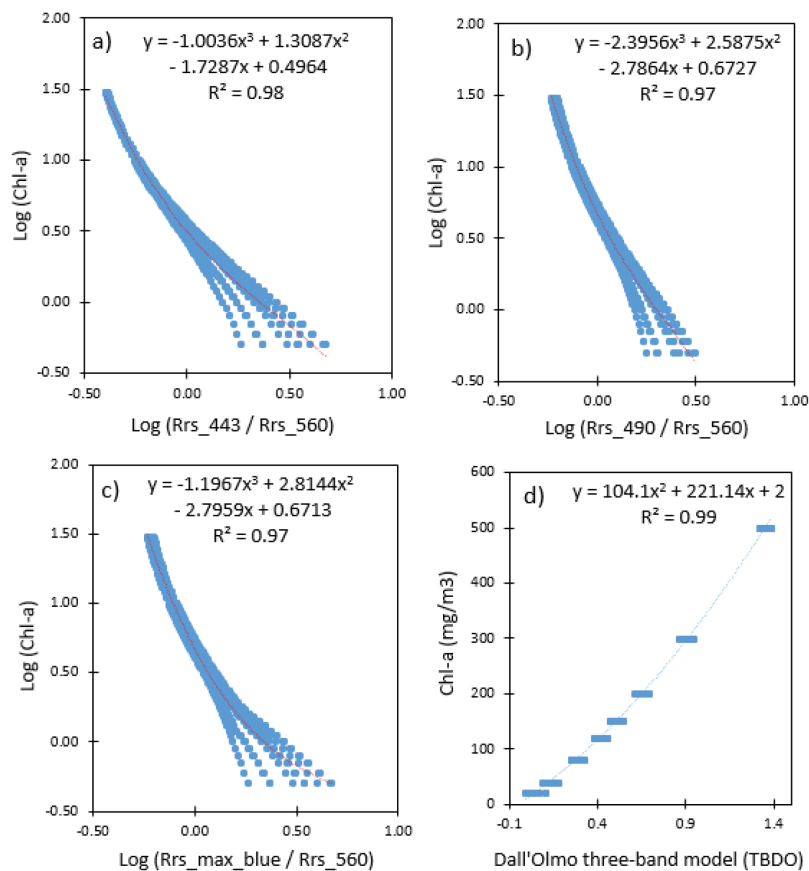 a)
y = -1.0036x³ + 1.3087x²
- 1.7287x + 0.4964
R² = 0.98
2.00
1.50
1.00
0.50
0.00
-0.50
Log (Chl-a)
-0.50 0.00 0.50 1.00
Log (Rrs_443 / Rrs_560)
b)
y = -2.3956x³ + 2.5875x²
- 2.7864x + 0.6727
R² = 0.97
2.00
1.50
1.00
0.50
0.00
-0.50
Log (Chl-a)
-0.50 0.00 0.50 1.00
Log (Rrs_490 / Rrs_560)
c)
y = -1.1967x³ + 2.8144x²
- 2.7959x + 0.6713
R² = 0.97
2.00
1.50
1.00
0.50
0.00
-0.50
Log (Chl-a)
-0.50 0.00 0.50 1.00
Log (Rrs_max_blue / Rrs_560)
d)
y = 104.1x² + 221.14x + 2
R² = 0.99
600
500
400
300
200
100
0
Chl-a (mg/m3)
-0.1 0.4 0.9 1.4
Dall'Olmo three-band model (TBDO)